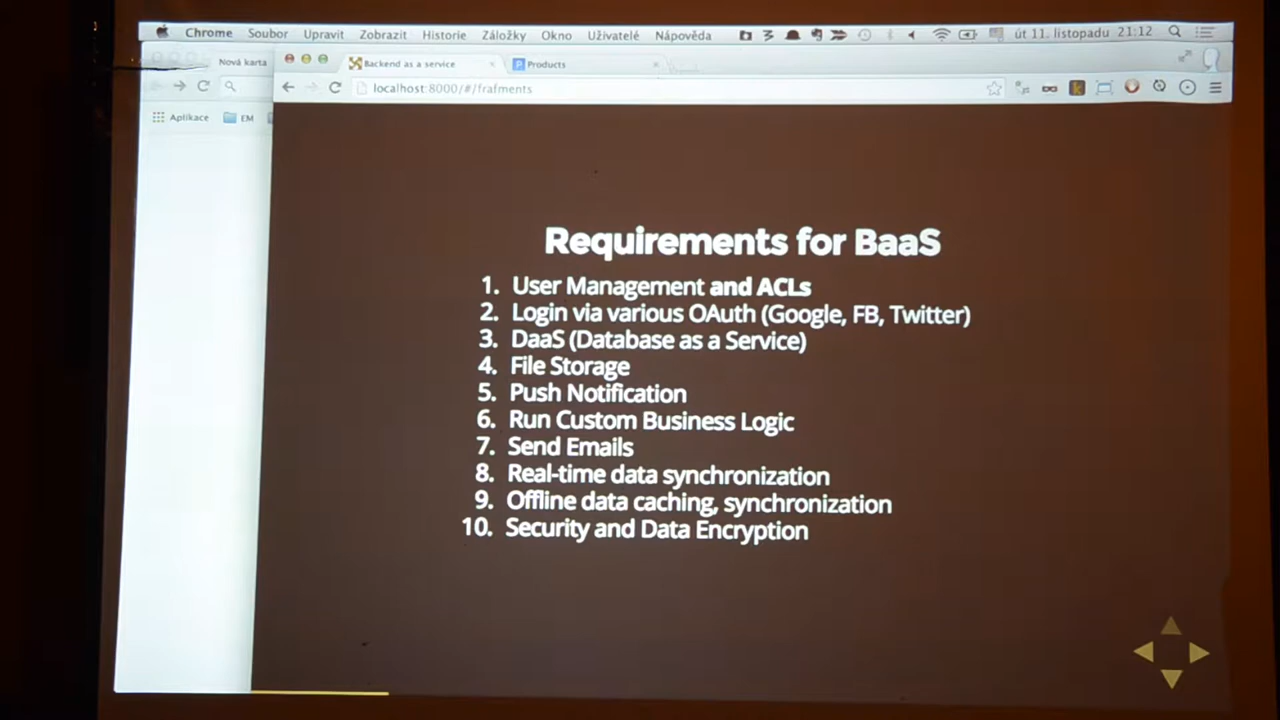 Chrome Soubor Upravit Zobrazit Historie Záložky Okno Uživatelé Nápověda út 11. listopadu 21:12
Nová karta
Backend as a service
Products
localhost:8000/#/frafments
Aplikace EM
Requirements for BaaS
1. User Management and ACLs
2. Login via various OAuth (Google, FB, Twitter)
3. DaaS (Database as a Service)
4. File Storage
5. Push Notification
6. Run Custom Business Logic
7. Send Emails
8. Real-time data synchronization
9. Offline data caching, synchronization
10. Security and Data Encryption